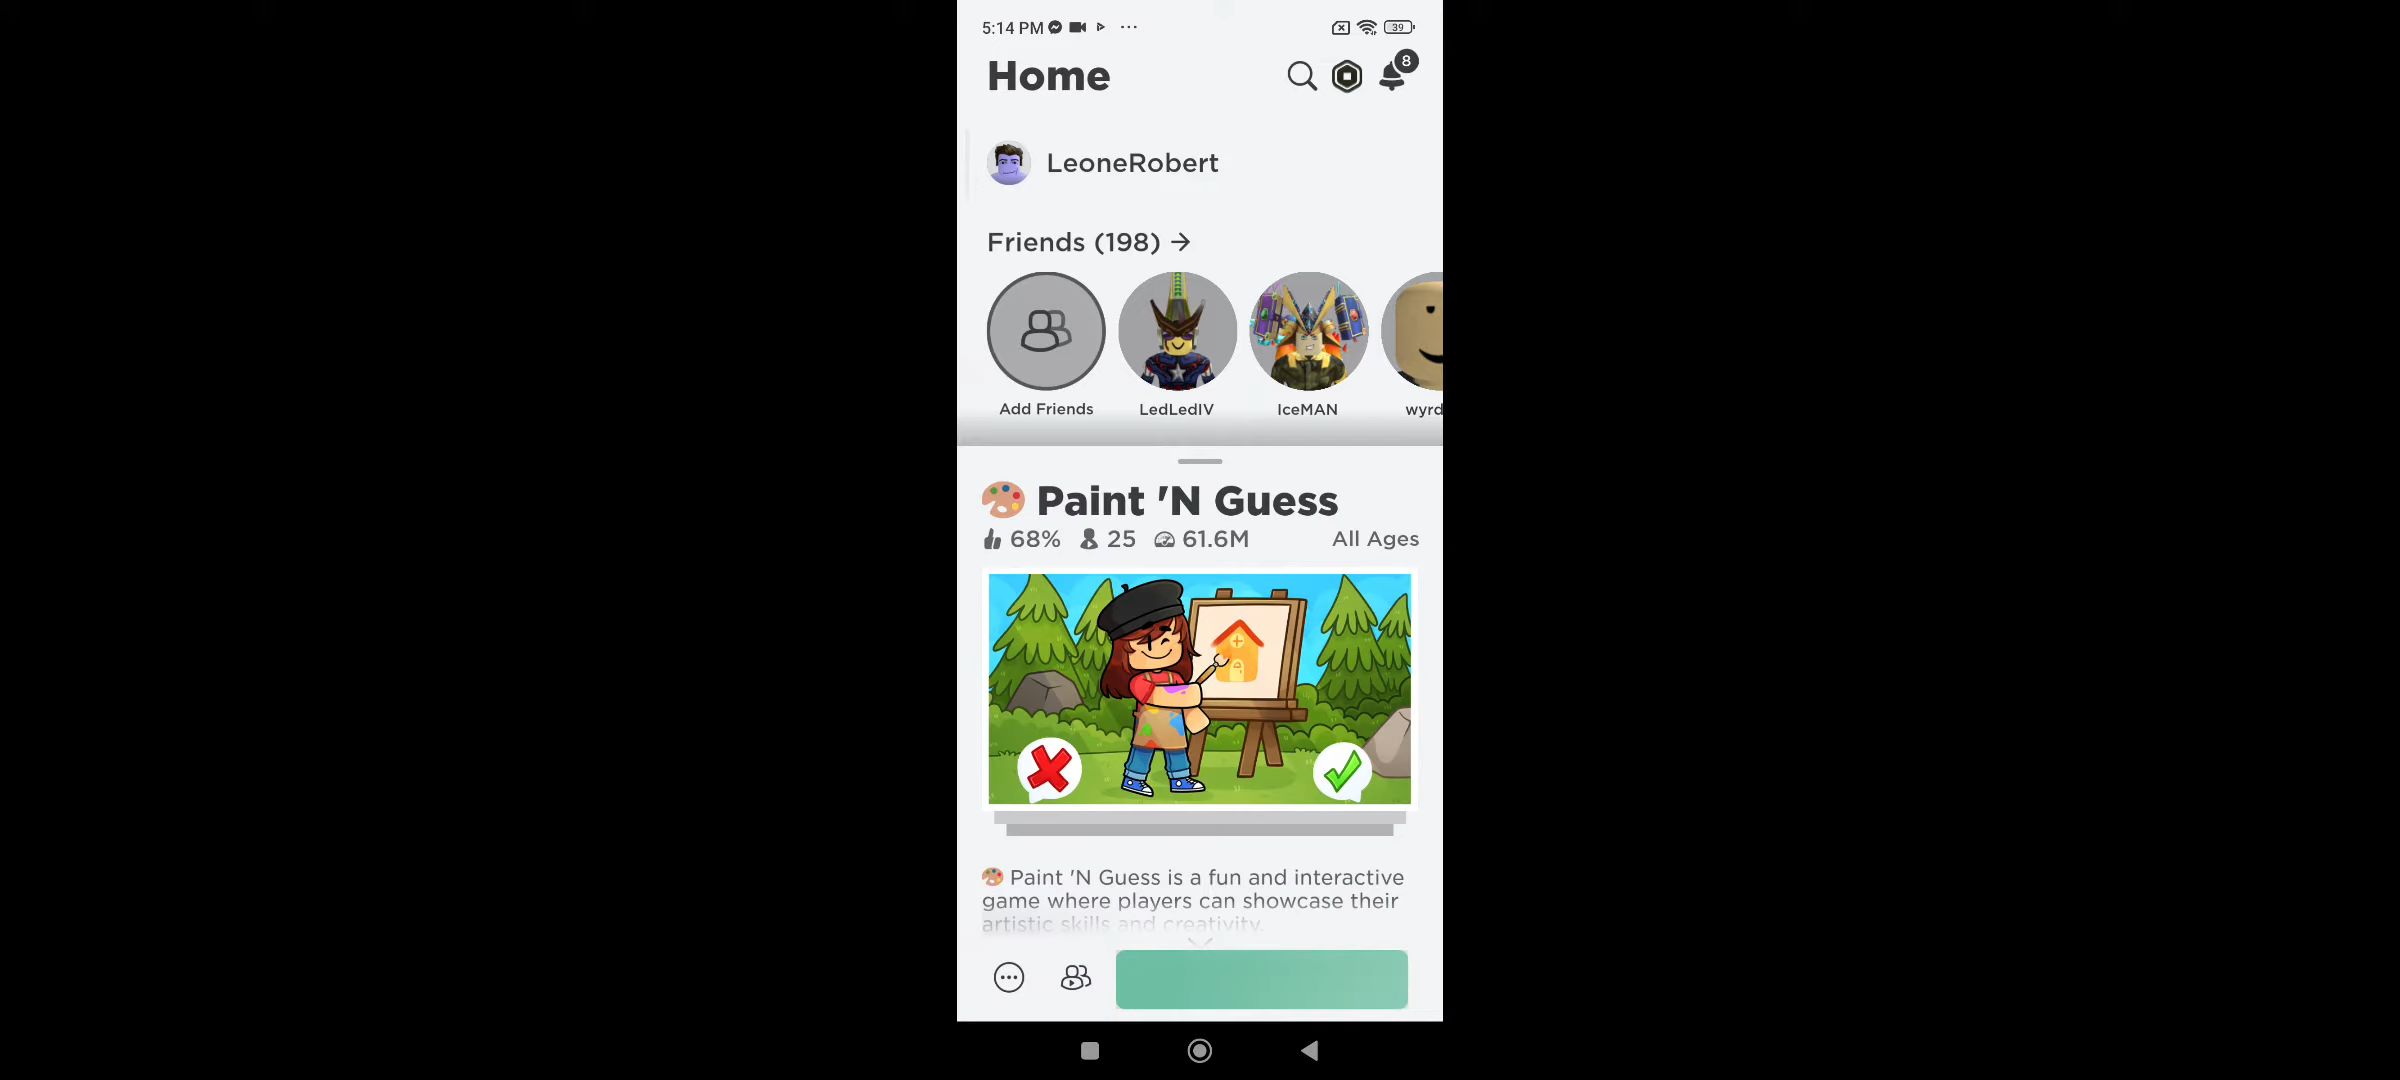 5:14 PM
39
Home
8
LeoneRobert
Friends (198)
Add Friends
LedLedIV
IceMAN
wyrd
Paint 'N Guess
68%
25
61.6M
All Ages
Paint 'N Guess is a fun and interactive
game where players can showcase their
artistic skills and creativity.